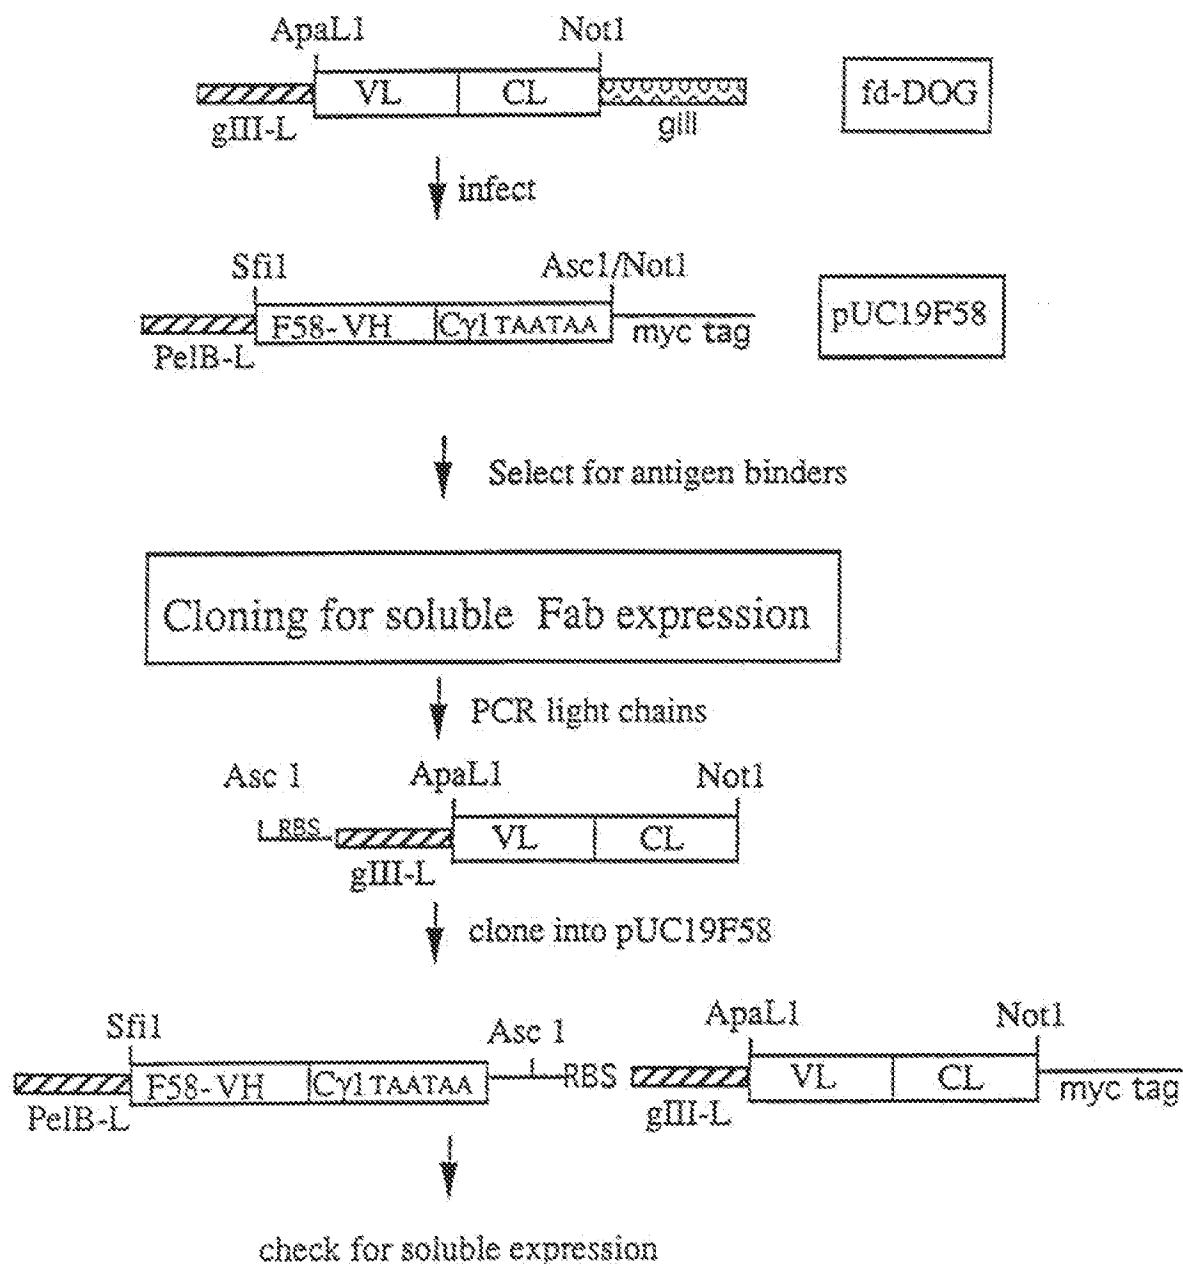 ApaL1 Not1
VL CL
gIII-L gIII
fd-DOG
infect
Sfi1 Asc1/Not1
F58-VH Cγ1 TAATAA
PelB-L myc tag
pUC19F58
Select for antigen binders
Cloning for soluble Fab expression
PCR light chains
Asc 1 ApaL1 Not1
RBS VL CL
gIII-L
clone into pUC19F58
Sfi1 Asc 1 ApaL1 Not1
F58-VH Cγ1 TAATAA RBS VL CL
PelB-L gIII-L myc tag
check for soluble expression